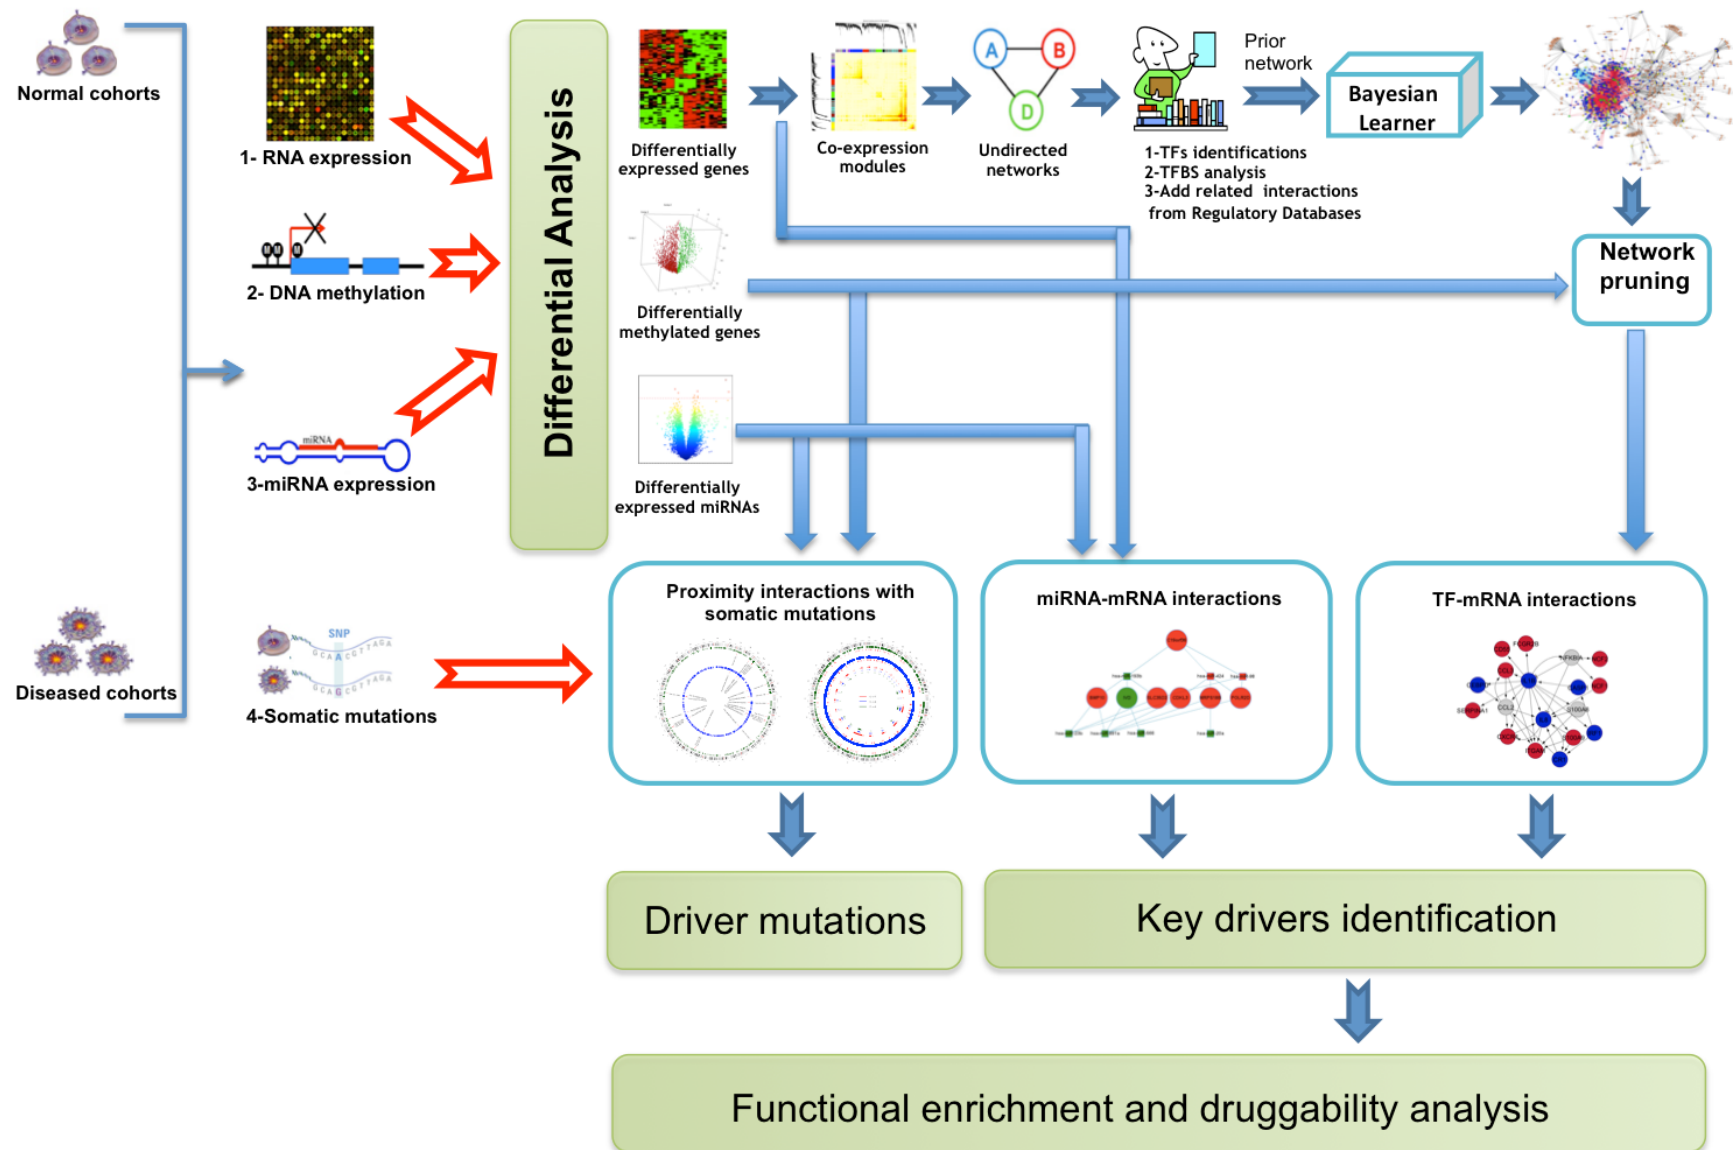 Normal cohorts
Diseased cohorts
1- RNA expression
M M
M
2- DNA methylation
miRNA
3-miRNA expression
SNP
4-Somatic mutations
Differential Analysis
Differentially
expressed genes
Co-expression
modules
A
B
D
Undirected
networks
1-TFs identifications
2-TFBS analysis
3-Add related interactions
from Regulatory Databases
Prior
network
Bayesian
Learner
Network
pruning
Differentially
methylated genes
Differentially
expressed miRNAs
Proximity interactions with
somatic mutations
miRNA-mRNA interactions
TF-mRNA interactions
Driver mutations
Key drivers identification
Functional enrichment and druggability analysis